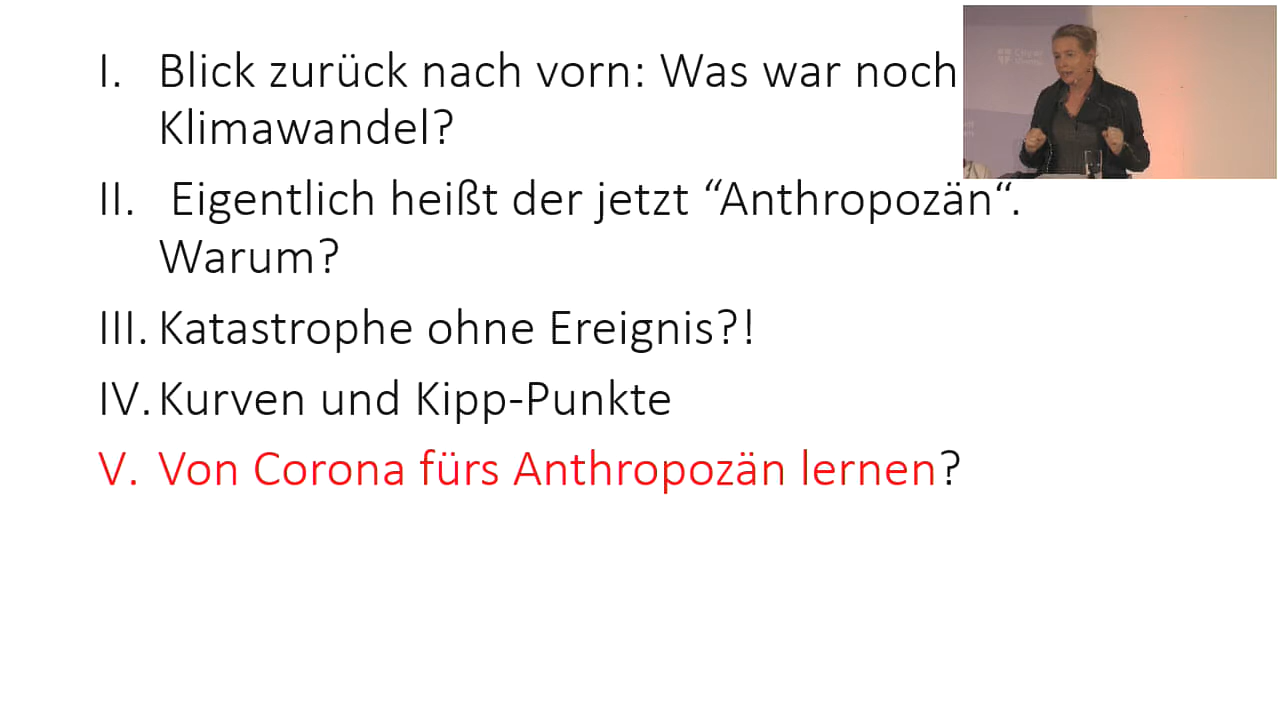 I. Blick zurück nach vorn: Was war noch
Klimawandel?
II. Eigentlich heißt der jetzt “Anthropozän“.
Warum?
III. Katastrophe ohne Ereignis?!
IV. Kurven und Kipp-Punkte
V. Von Corona fürs Anthropozän lernen?